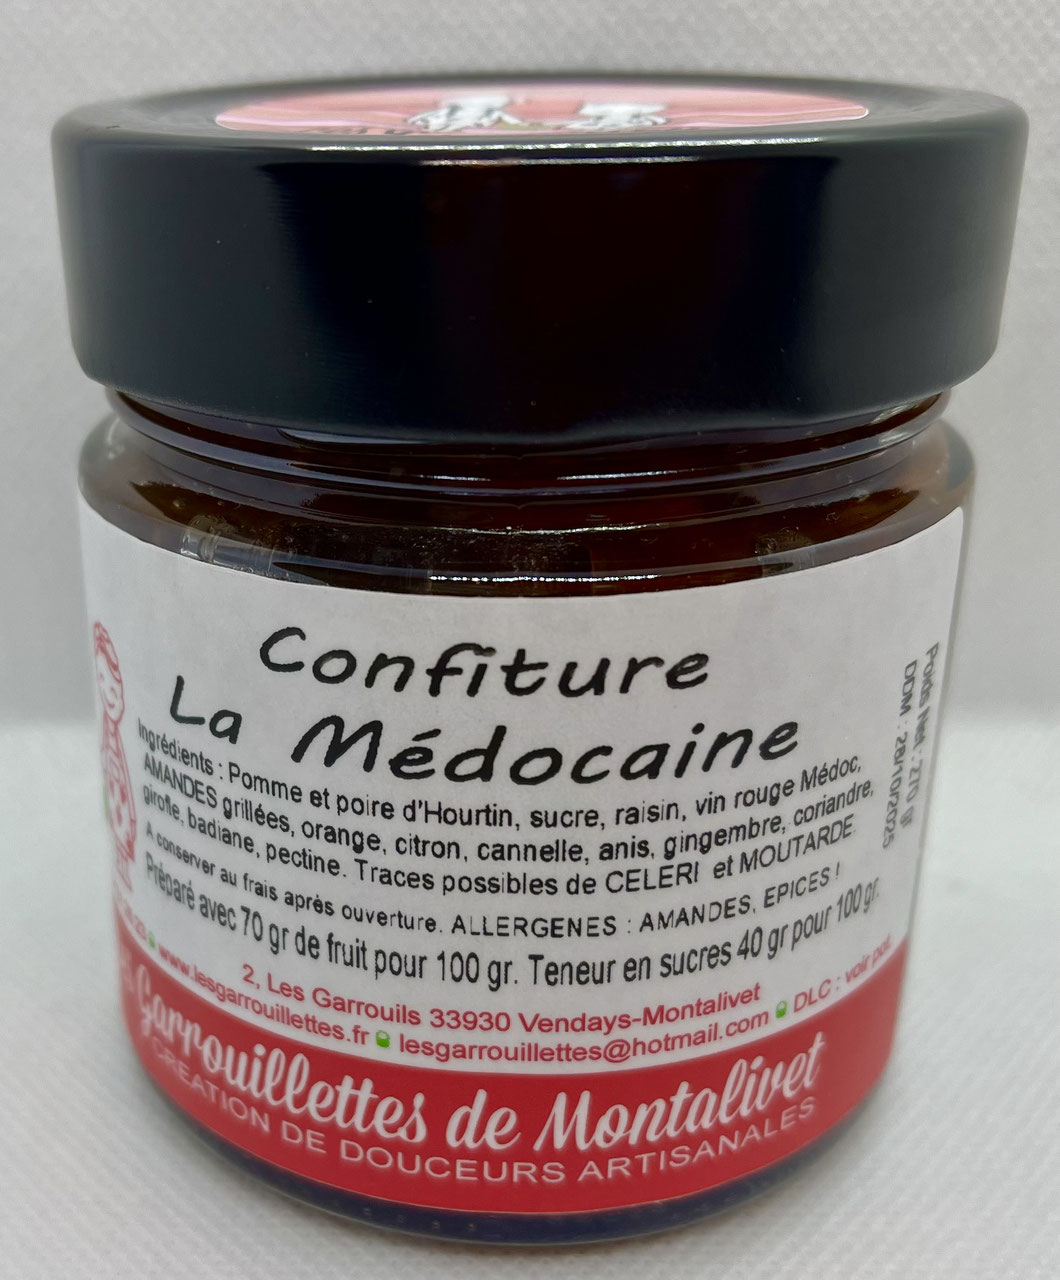 Confiture
La Médocaine
Ingrédients : Pomme et poire d'Hourtin, sucre, raisin, vin rouge Médoc,
AMANDES grillées, orange, citron, cannelle, anis, gingembre, coriandre,
girofle, badiane, pectine. Traces possibles de CELERI et MOUTARDE.
A conserver au frais après ouverture. ALLERGENES : AMANDES, EPICES !
Préparé avec 70 gr de fruit pour 100 gr. Teneur en sucres 40 gr pour 100 gr.
2, Les Garrouils 33930 Vendays-Montalivet
www.lesgarrouillettes.fr lesgarrouillettes@hotmail.com DLC : voir pot.
Garrouillettes de Montalivet
CREATION DE DOUCEURS ARTISANALES
Poids Net : 270 gr
DDM : 28/10/2025